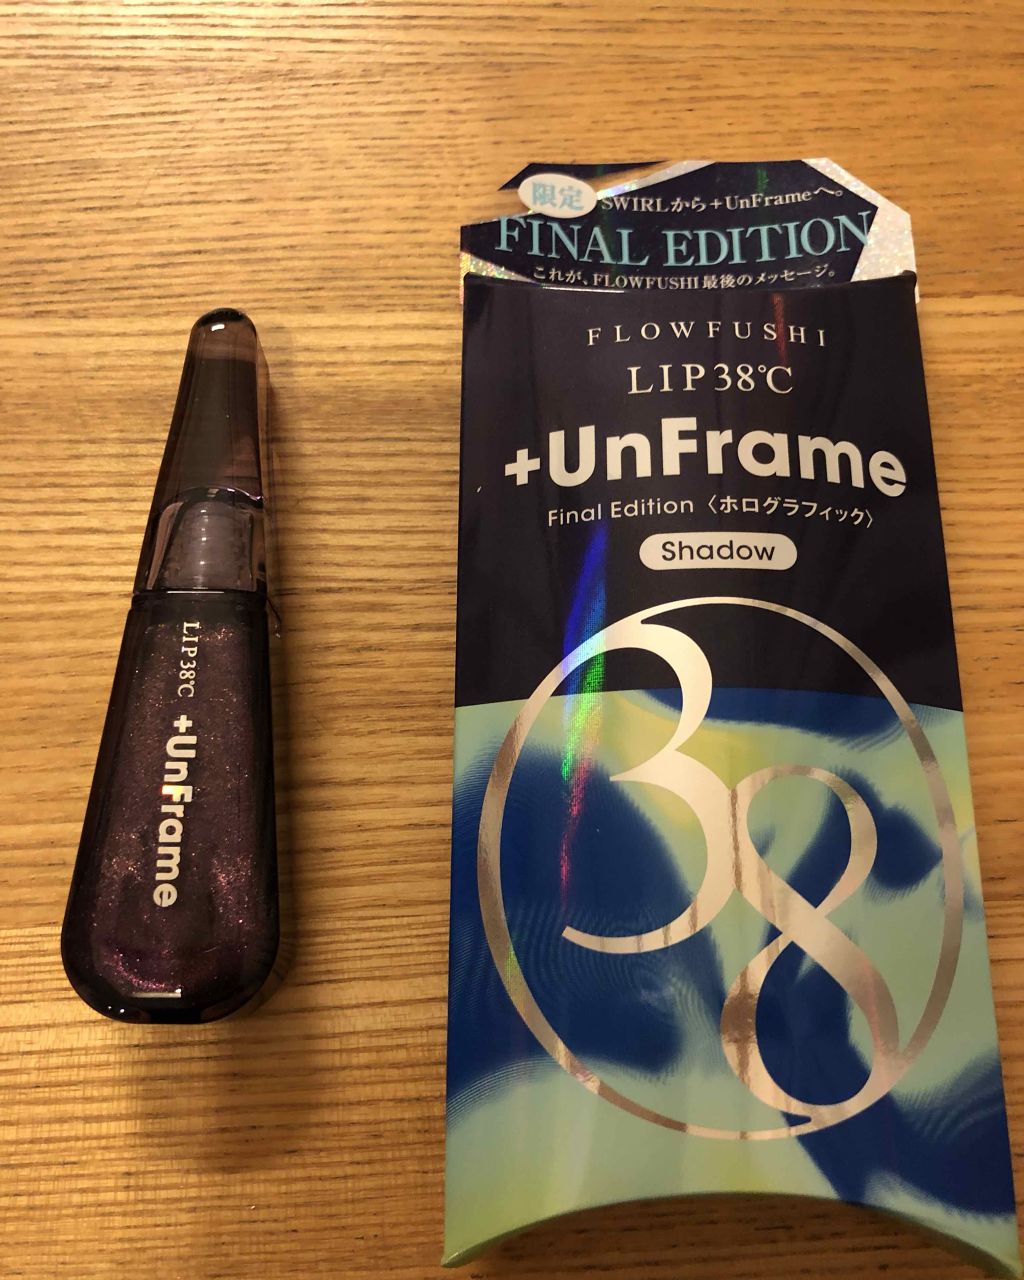 限定
SWIRLから+UnFrameへ。
FINAL EDITION
これが、FLOWFUSHI最後のメッセージ。
FLOWFUSHI
LIP38℃
+UnFrame
Final Edition〈ホログラフィック〉
Shadow
38
LIP38℃ +UnFrame